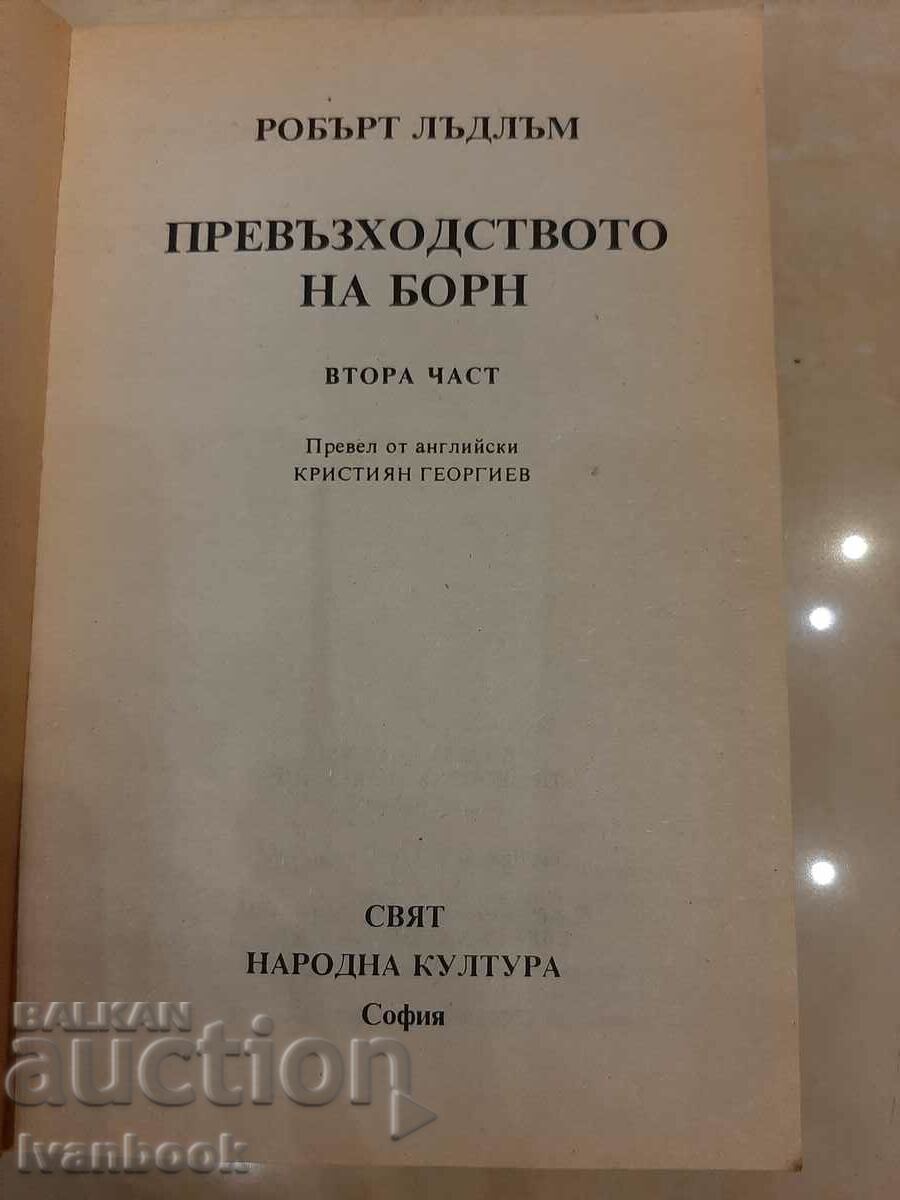 РОБЪРТ ЛЪДЛЪМ
ПРЕВЪЗХОДСТВОТО
НА БОРН
ВТОРА ЧАСТ
Превел от английски
КРИСТИЯН ГЕОРГИЕВ
СВЯТ
НАРОДНА КУЛТУРА
София
BALKAN
auction
Ivanbook